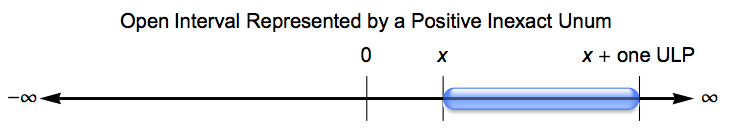 Open Interval Represented by a Positive Inexact Unum
0 x x + one ULP
−∞ ∞